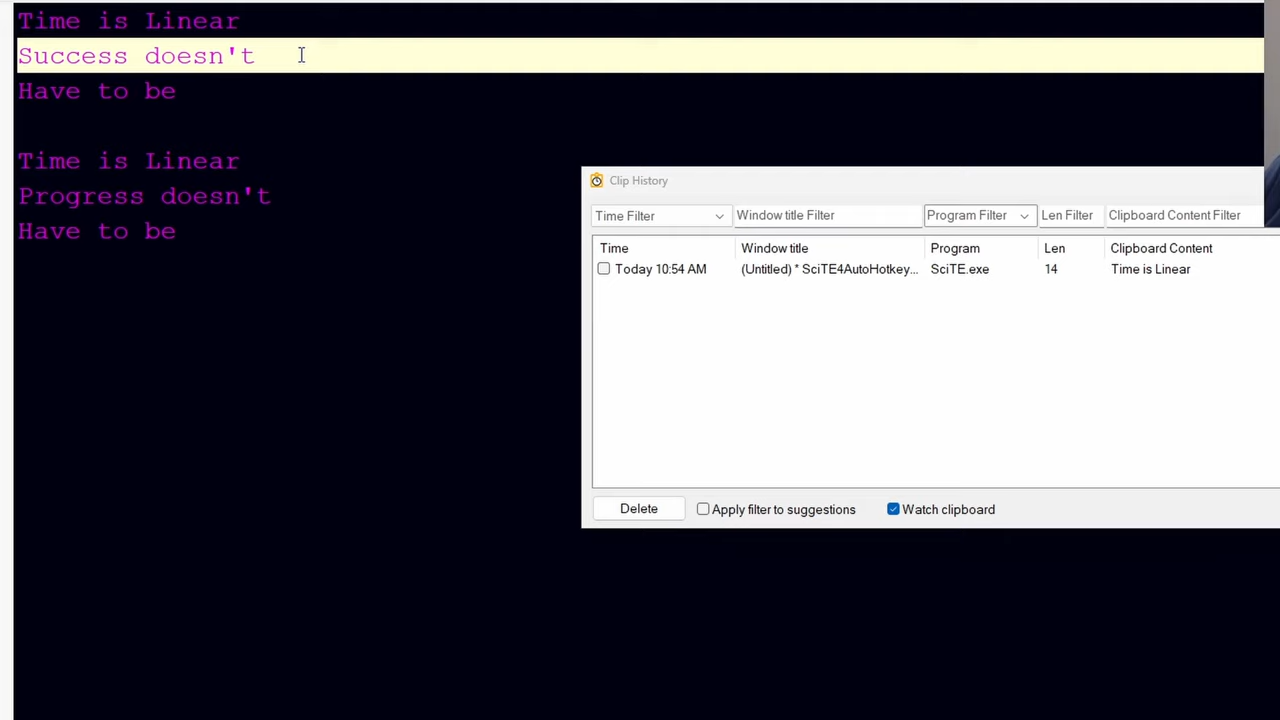 Time is Linear
Success doesn't
Have to be
Time is Linear
Progress doesn't
Have to be
Clip History
Time Filter Window title Filter Program Filter Len Filter Clipboard Content Filter
Time Window title Program Len Clipboard Content
Today 10:54 AM (Untitled) * SciTE4AutoHotkey... SciTE.exe 14 Time is Linear
Delete Apply filter to suggestions Watch clipboard